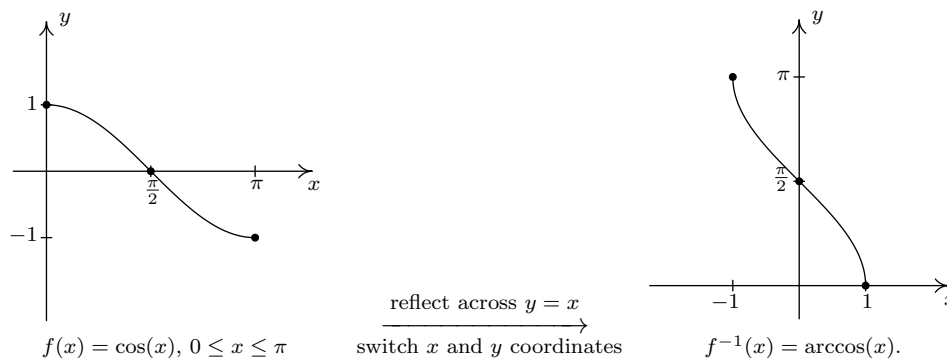 y
1
π/2
π
x
−1
f(x) = cos(x), 0 ≤ x ≤ π
reflect across y = x
switch x and y coordinates
y
π
π/2
−1
1
f⁻¹(x) = arccos(x).